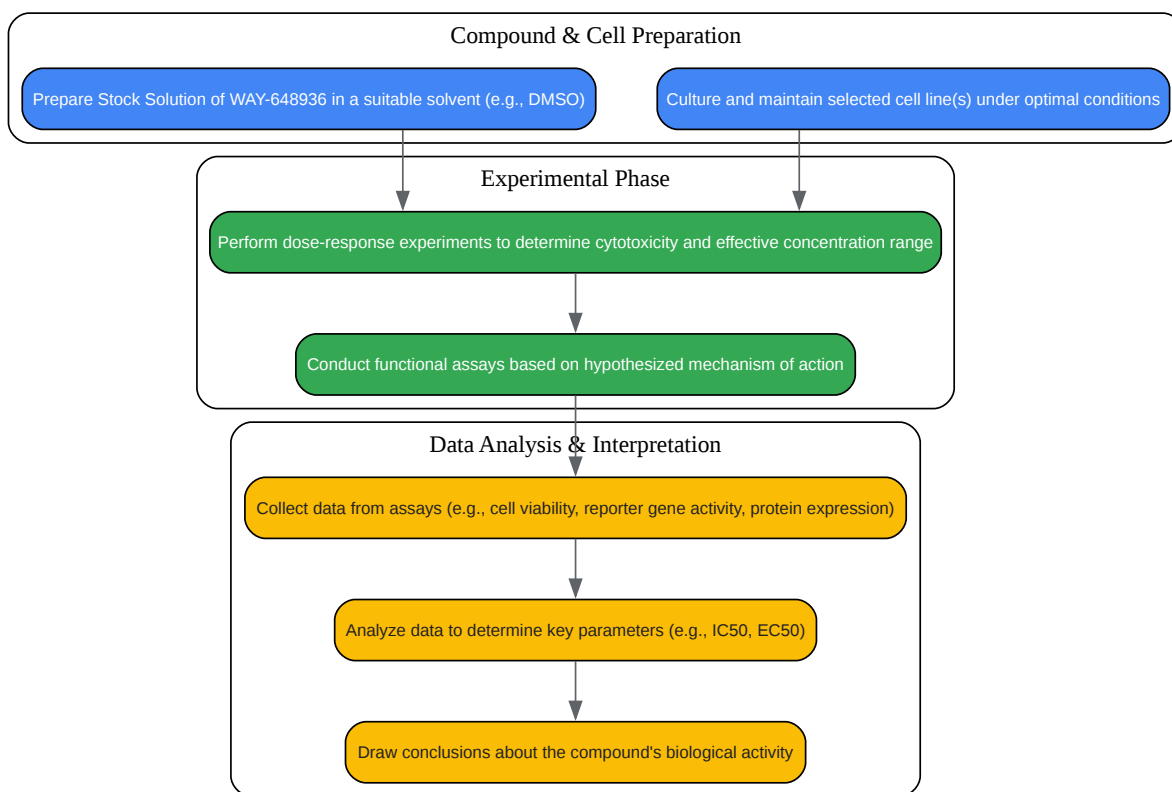 Compound & Cell Preparation
Prepare Stock Solution of WAY-648936 in a suitable solvent (e.g., DMSO)
Culture and maintain selected cell line(s) under optimal conditions
Experimental Phase
Perform dose-response experiments to determine cytotoxicity and effective concentration range
Conduct functional assays based on hypothesized mechanism of action
Data Analysis & Interpretation
Collect data from assays (e.g., cell viability, reporter gene activity, protein expression)
Analyze data to determine key parameters (e.g., IC50, EC50)
Draw conclusions about the compound's biological activity